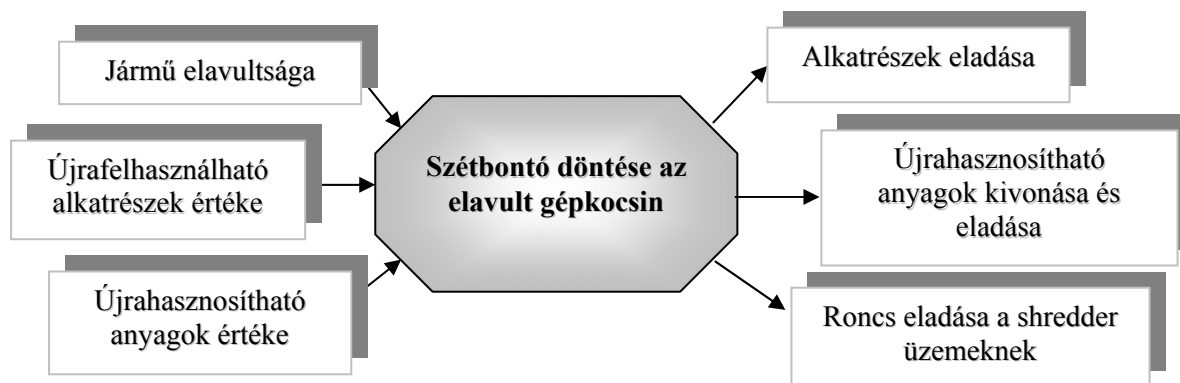 Jármű elavultsága
Újrafelhasználható
alkatrészek értéke
Újrahasznosítható
anyagok értéke
Szétbontó döntése az
elavult gépkocsin
Alkatrészek eladása
Újrahasznosítható
anyagok kivonása és
eladása
Roncs eladása a shredder
üzemeknek